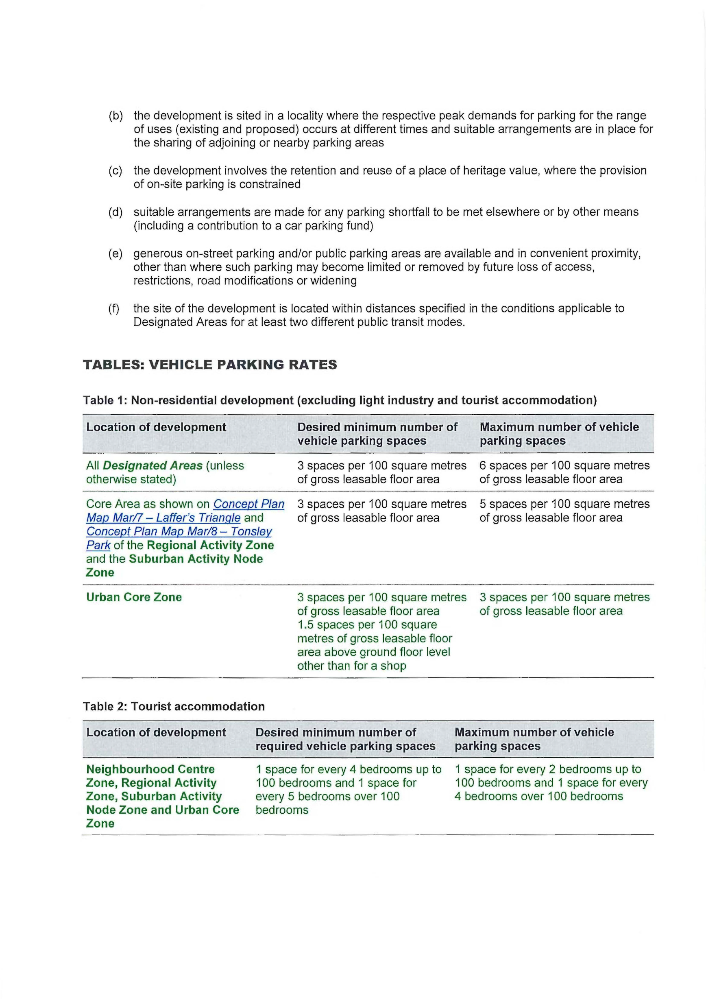 (b) the development is sited in a locality where the respective peak demands for parking for the range
of uses (existing and proposed) occurs at different times and suitable arrangements are in place for
the sharing of adjoining or nearby parking areas
(c) the development involves the retention and reuse of a place of heritage value, where the provision
of on-site parking is constrained
(d) suitable arrangements are made for any parking shortfall to be met elsewhere or by other means
(including a contribution to a car parking fund)
(e) generous on-street parking and/or public parking areas are available and in convenient proximity,
other than where such parking may become limited or removed by future loss of access,
restrictions, road modifications or widening
(f) the site of the development is located within distances specified in the conditions applicable to
Designated Areas for at least two different public transit modes.
TABLES: VEHICLE PARKING RATES
Table 1: Non-residential development (excluding light industry and tourist accommodation)
Location of development
Desired minimum number of
vehicle parking spaces
Maximum number of vehicle
parking spaces
All Designated Areas (unless
otherwise stated)
3 spaces per 100 square metres
of gross leasable floor area
6 spaces per 100 square metres
of gross leasable floor area
Core Area as shown on Concept Plan
Map Mar/7 – Laffer's Triangle and
Concept Plan Map Mar/8 – Tonsley
Park of the Regional Activity Zone
and the Suburban Activity Node
Zone
3 spaces per 100 square metres
of gross leasable floor area
5 spaces per 100 square metres
of gross leasable floor area
Urban Core Zone
3 spaces per 100 square metres
of gross leasable floor area
1.5 spaces per 100 square
metres of gross leasable floor
area above ground floor level
other than for a shop
3 spaces per 100 square metres
of gross leasable floor area
Table 2: Tourist accommodation
Location of development
Desired minimum number of
required vehicle parking spaces
Maximum number of vehicle
parking spaces
Neighbourhood Centre
Zone, Regional Activity
Zone, Suburban Activity
Node Zone and Urban Core
Zone
1 space for every 4 bedrooms up to
100 bedrooms and 1 space for
every 5 bedrooms over 100
bedrooms
1 space for every 2 bedrooms up to
100 bedrooms and 1 space for every
4 bedrooms over 100 bedrooms